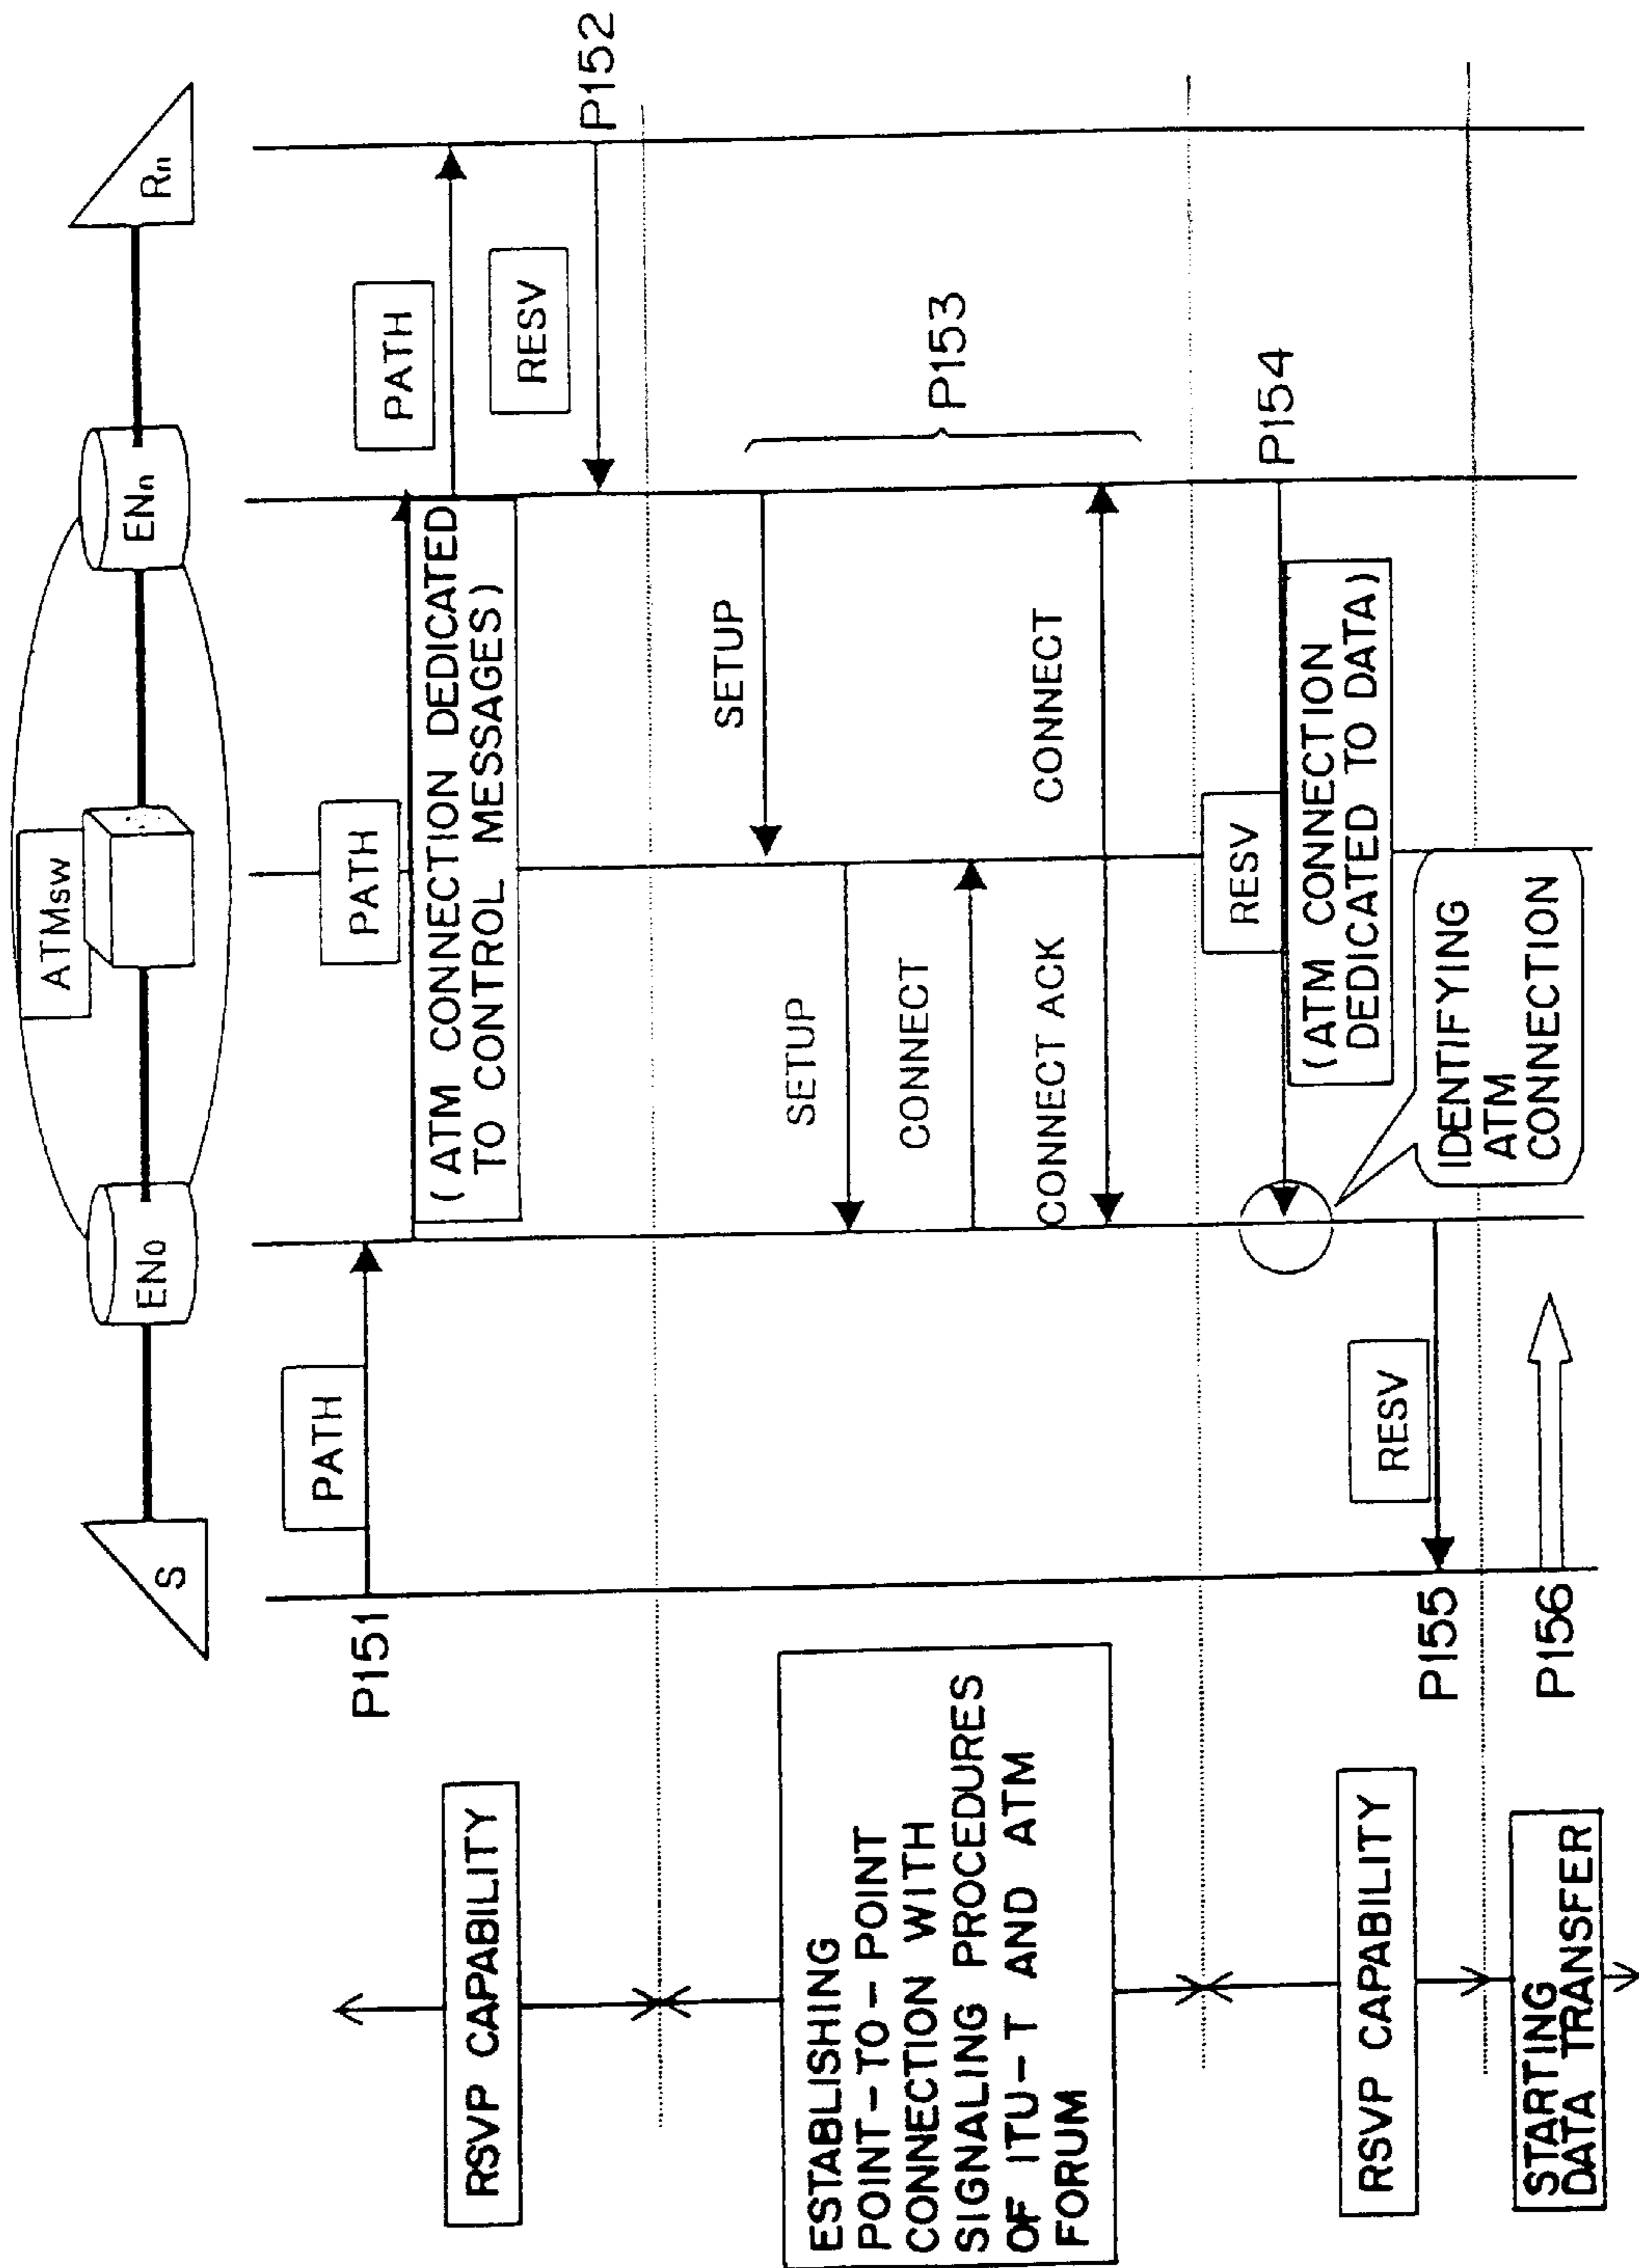 S
EN0
ATMsw
ENn
Rn
RSVP CAPABILITY
P151
PATH
PATH
(ATM CONNECTION DEDICATED
TO CONTROL MESSAGES)
PATH
RESV
P152
ESTABLISHING
POINT-TO-POINT
CONNECTION WITH
SIGNALING PROCEDURES
OF ITU-T AND ATM
FORUM
SETUP
SETUP
CONNECT
CONNECT ACK
CONNECT
P153
RSVP CAPABILITY
RESV
P154
(ATM CONNECTION
DEDICATED TO DATA)
IDENTIFYING
ATM
CONNECTION
RESV
P155
STARTING
DATA TRANSFER
P156